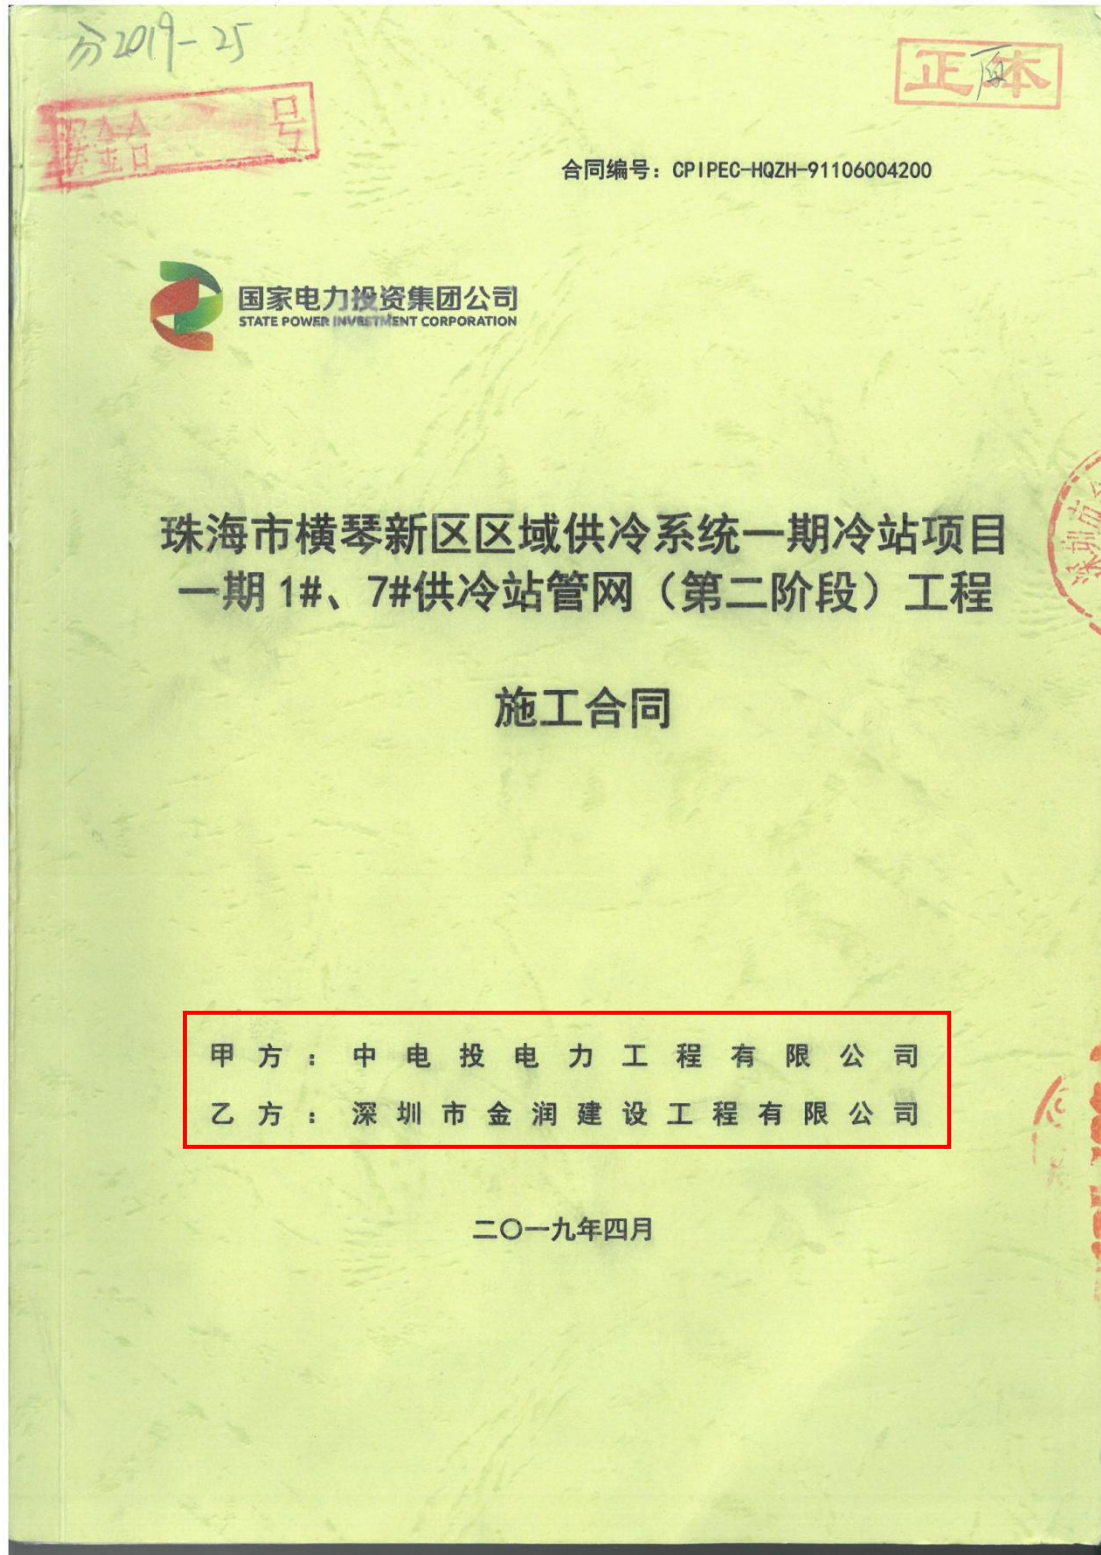 分2019-25
正本
合同编号：CPIPEC-HQZH-91106004200
国家电力投资集团公司
STATE POWER INVESTMENT CORPORATION
珠海市横琴新区区域供冷系统一期冷站项目
一期1#、7#供冷站管网（第二阶段）工程
施工合同
深圳市金
甲方：中电投电力工程有限公司
乙方：深圳市金润建设工程有限公司
二〇一九年四月